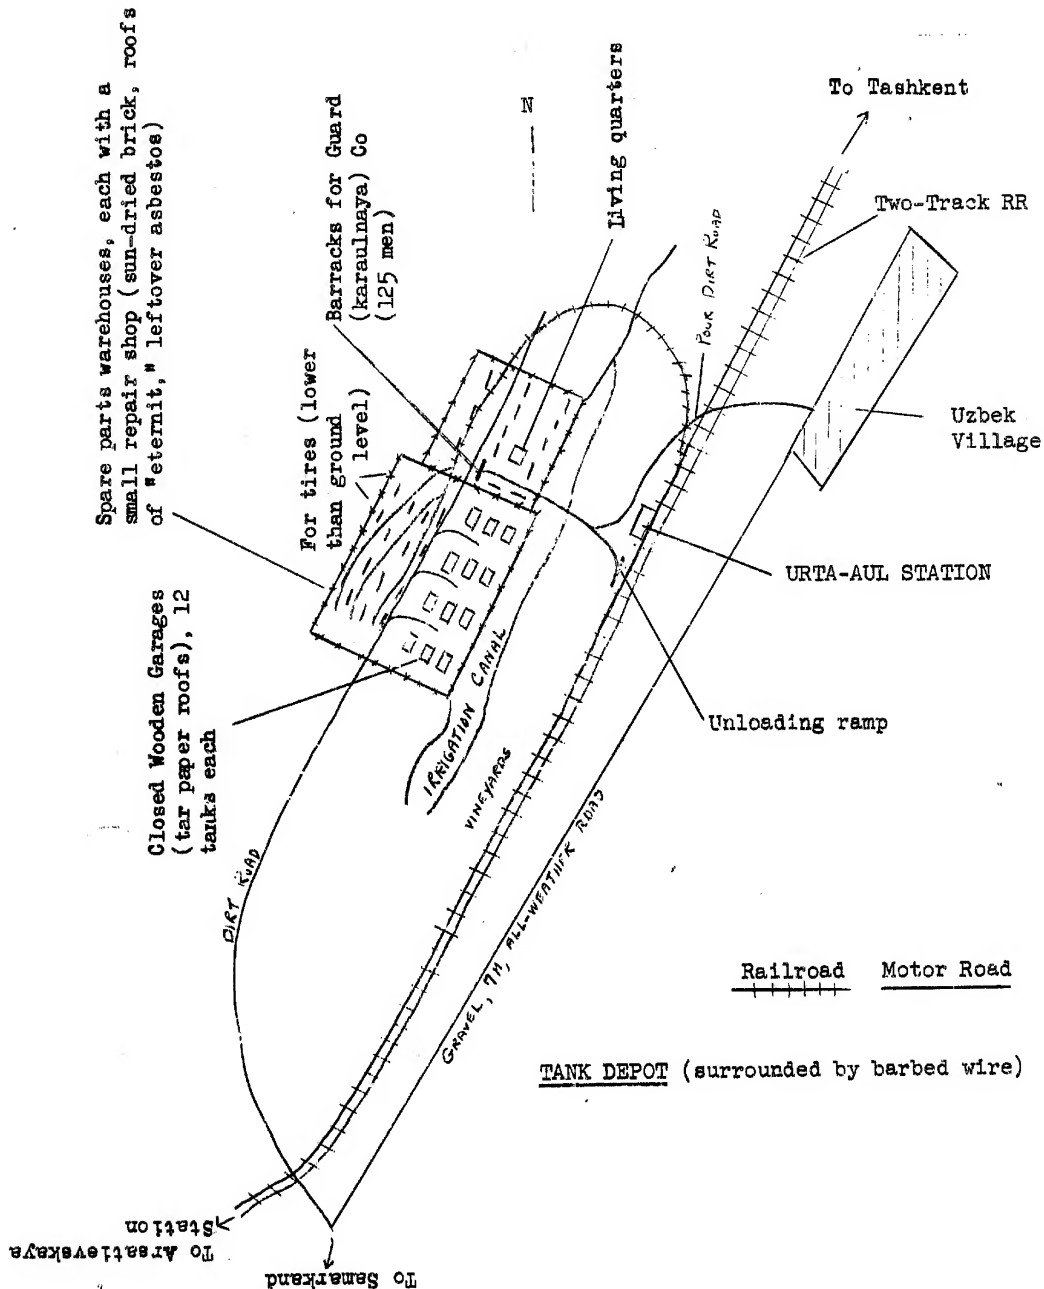 Spare parts warehouses, each with a
small repair shop (sun-dried brick, roofs
of "eternit," leftover asbestos)
For tires (lower
than ground
level)
Barracks for Guard
(karaulnaya) Co
(125 men)
N
Living quarters
To Tashkent
Two-Track RR
POUR DIRT ROAD
Uzbek
Village
URTA-AUL STATION
Unloading ramp
Closed Wooden Garages
(tar paper roofs), 12
tanks each
IRRIGATION CANAL
VINEYARDS
DIRT ROAD
GRAVEL, 7M, ALL-WEATHER ROAD
Railroad Motor Road
TANK DEPOT (surrounded by barbed wire)
To Arsatievskaya
Station
To Samarkand